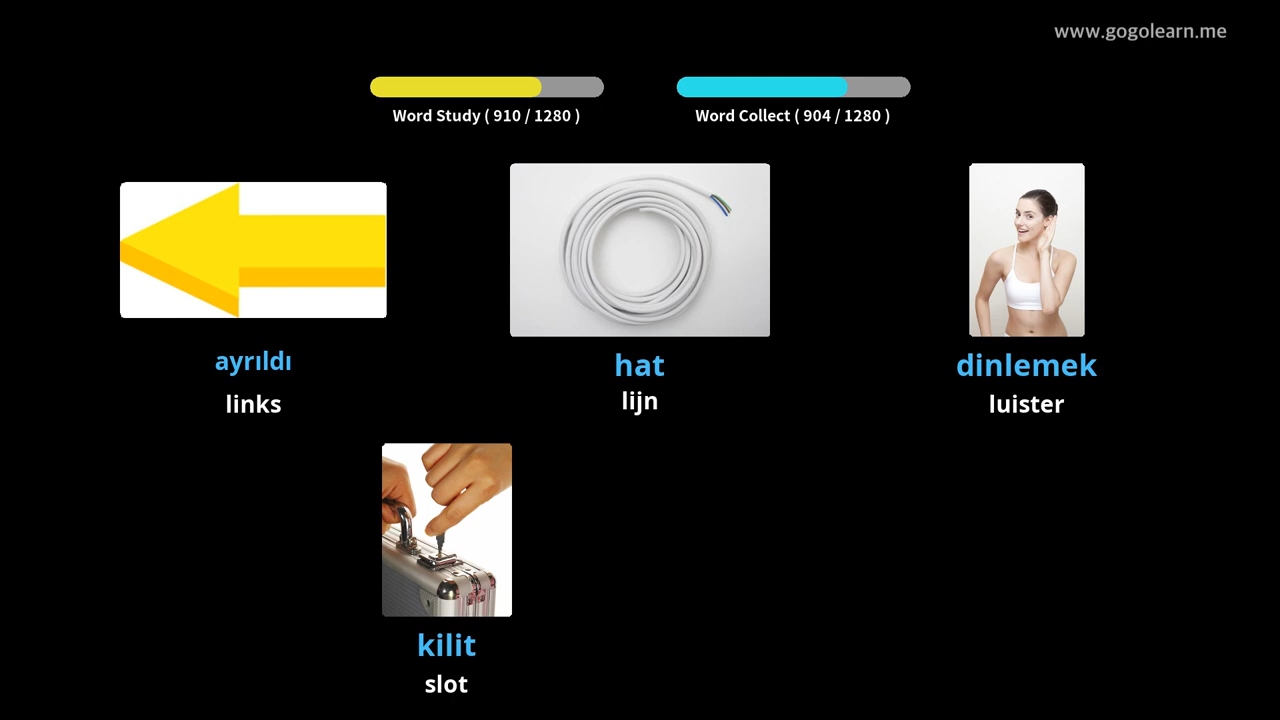 www.gogolearn.me
Word Study ( 910 / 1280 )
Word Collect ( 904 / 1280 )
ayrıldı
links
hat
lijn
dinlemek
luister
kilit
slot